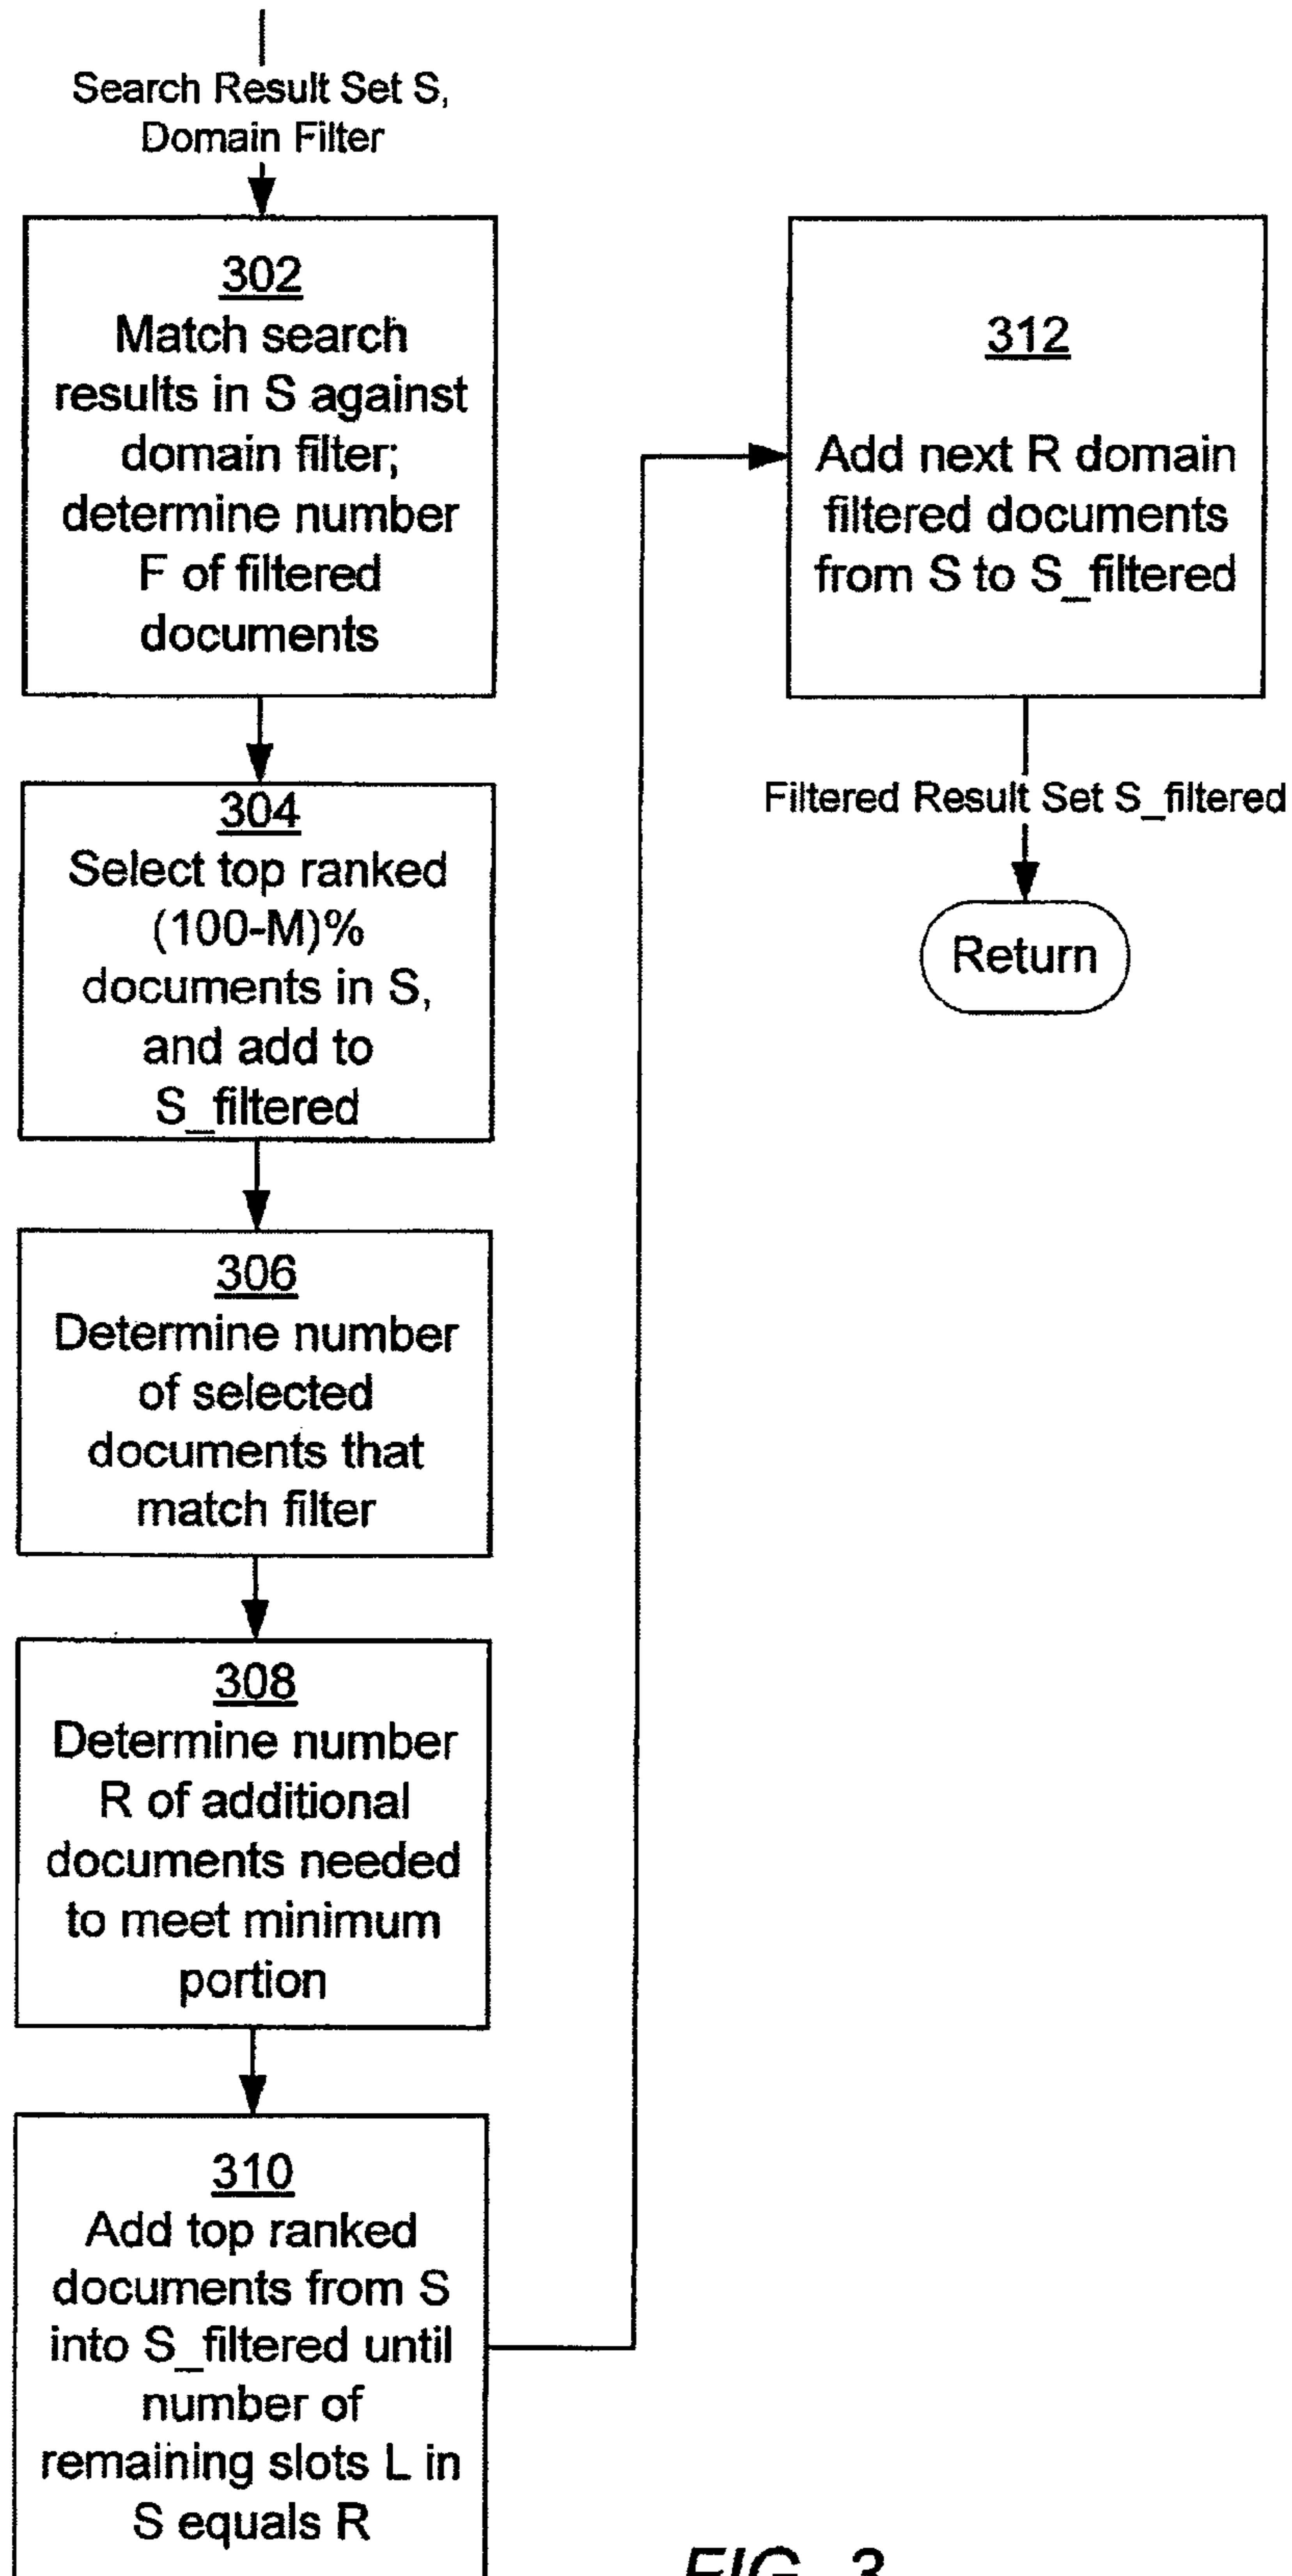 Search Result Set S,
Domain Filter
302
Match search
results in S against
domain filter;
determine number
F of filtered
documents
304
Select top ranked
(100-M)%
documents in S,
and add to
S_filtered
306
Determine number
of selected
documents that
match filter
308
Determine number
R of additional
documents needed
to meet minimum
portion
310
Add top ranked
documents from S
into S_filtered until
number of
remaining slots L in
S equals R
312
Add next R domain
filtered documents
from S to S_filtered
Filtered Result Set S_filtered
Return
FIG. 3